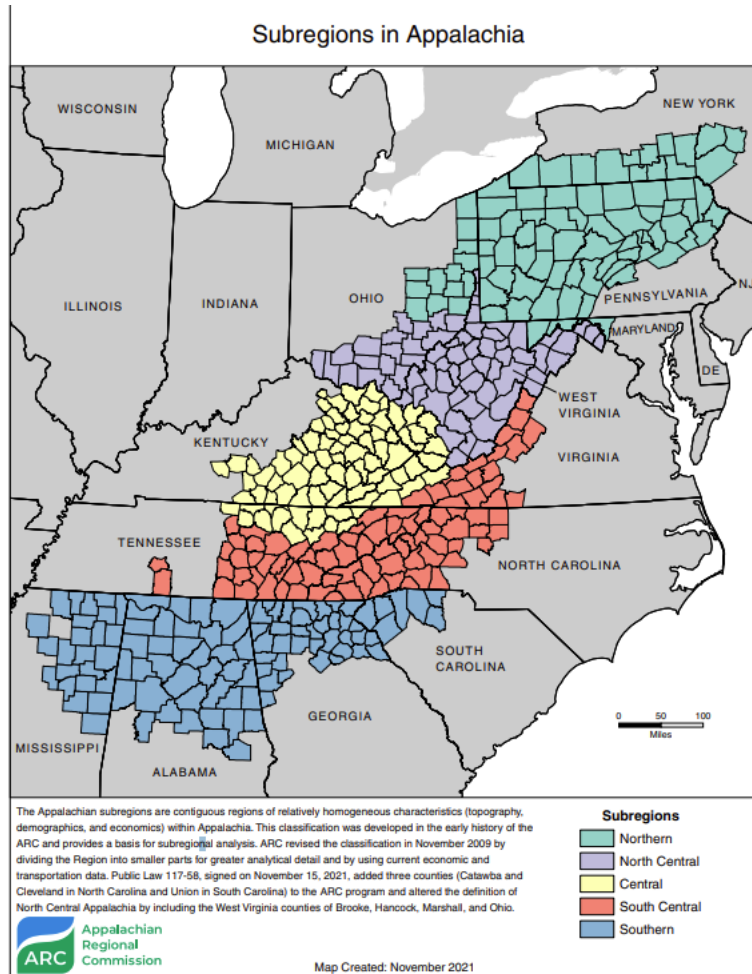 Subregions in Appalachia
WISCONSIN
NEW YORK
MICHIGAN
ILLINOIS
INDIANA
OHIO
PENNSYLVANIA
NJ
MARYLAND
DE
WEST
VIRGINIA
KENTUCKY
VIRGINIA
TENNESSEE
NORTH CAROLINA
SOUTH
CAROLINA
GEORGIA
MISSISSIPPI
ALABAMA
0 50 100
Miles
The Appalachian subregions are contiguous regions of relatively homogeneous characteristics (topography,
demographics, and economics) within Appalachia. This classification was developed in the early history of the
ARC and provides a basis for subregional analysis. ARC revised the classification in November 2009 by
dividing the Region into smaller parts for greater analytical detail and by using current economic and
transportation data. Public Law 117-58, signed on November 15, 2021, added three counties (Catawba and
Cleveland in North Carolina and Union in South Carolina) to the ARC program and altered the definition of
North Central Appalachia by including the West Virginia counties of Brooke, Hancock, Marshall, and Ohio.
Subregions
Northern
North Central
Central
South Central
Southern
ARC
Appalachian
Regional
Commission
Map Created: November 2021